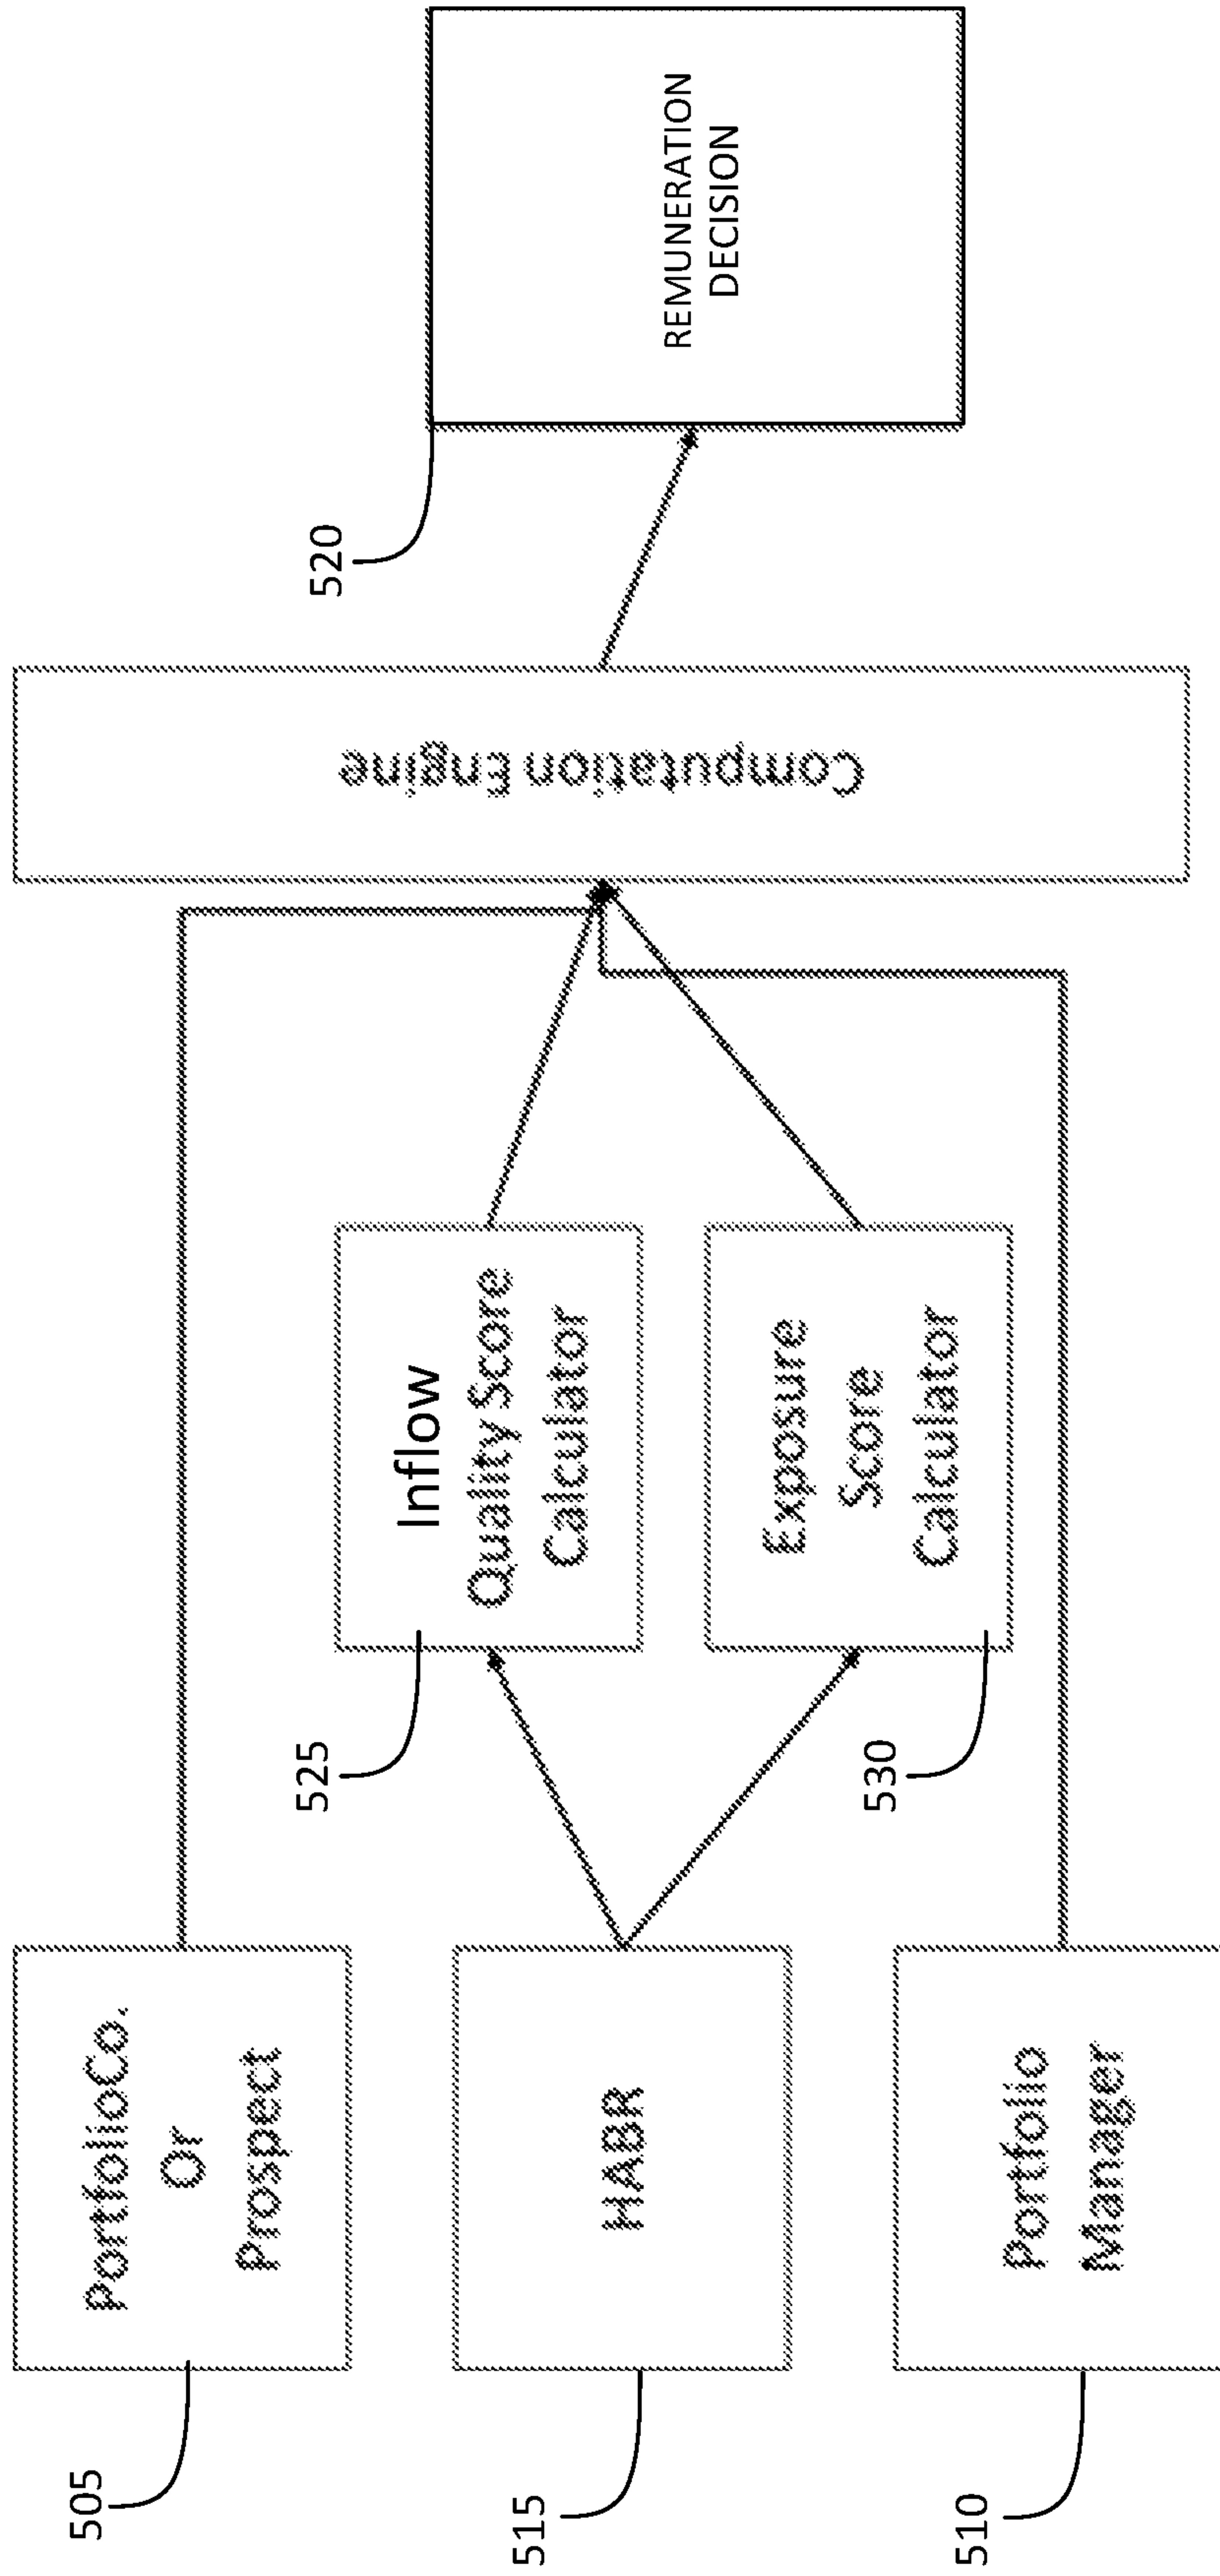 505
PortfolioCo.
Or
Prospect
515
HABR
510
Portfolio
Manager
525
Inflow
Quality Score
Calculator
530
Exposure
Score
Calculator
Computation Engine
520
REMUNERATION
DECISION